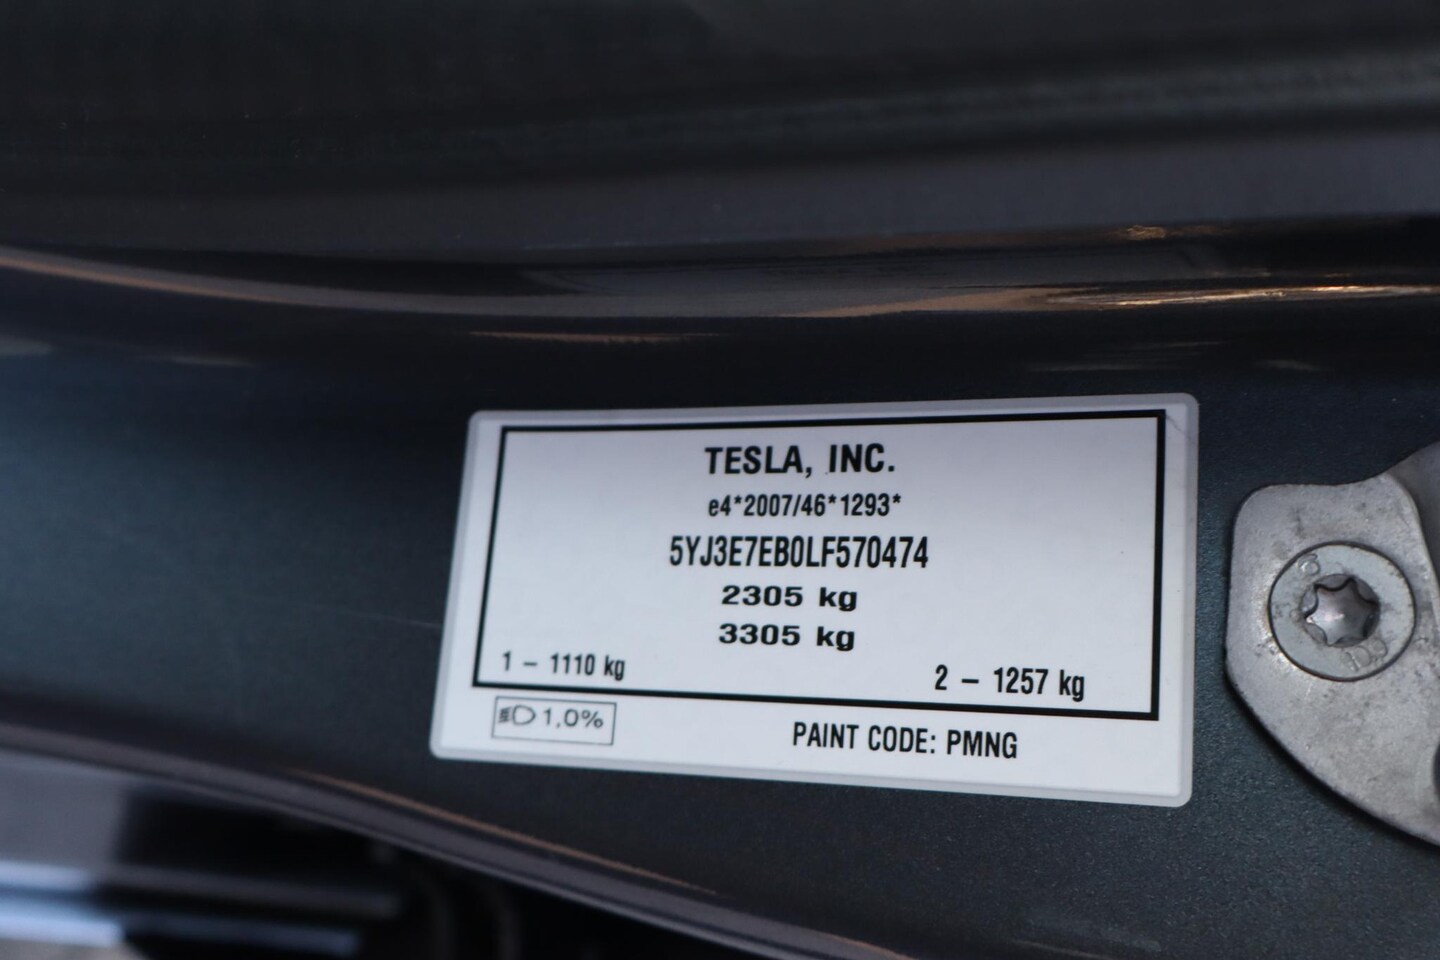 TESLA, INC.
e4*2007/46*1293*
5YJ3E7EB0LF570474
2305 kg
3305 kg
1 – 1110 kg
2 – 1257 kg
1,0%
PAINT CODE: PMNG